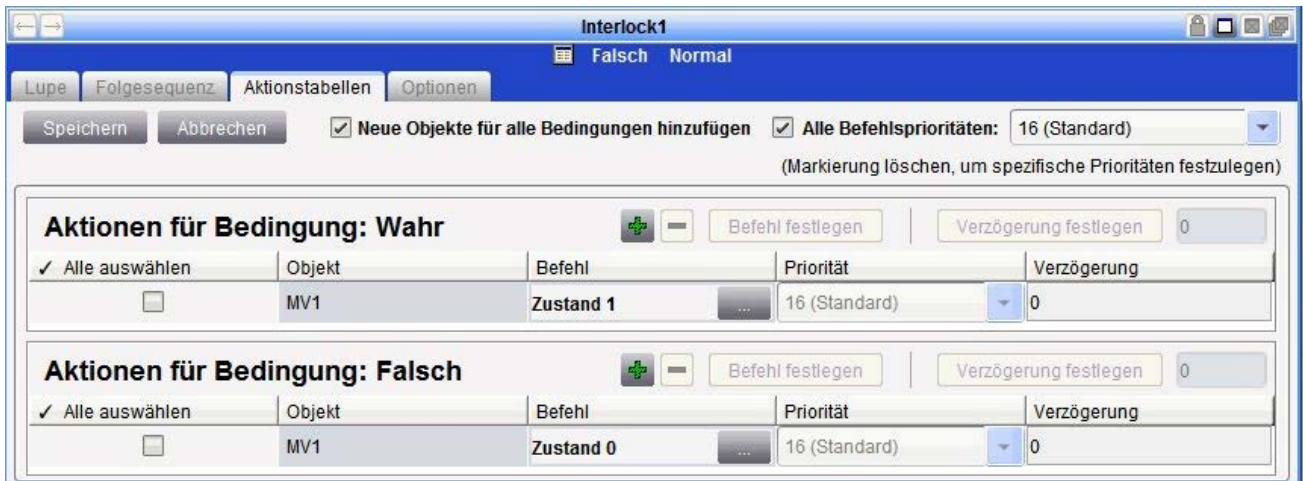 Interlock1
Falsch Normal
Lupe Folgesequenz Aktionstabellen Optionen
Speichern Abbrechen Neue Objekte für alle Bedingungen hinzufügen Alle Befehlsprioritäten: 16 (Standard)
(Markierung löschen, um spezifische Prioritäten festzulegen)
Aktionen für Bedingung: Wahr Befehl festlegen Verzögerung festlegen 0
✓ Alle auswählen Objekt Befehl Priorität Verzögerung
MV1 Zustand 1 ... 16 (Standard) 0
Aktionen für Bedingung: Falsch Befehl festlegen Verzögerung festlegen 0
✓ Alle auswählen Objekt Befehl Priorität Verzögerung
MV1 Zustand 0 ... 16 (Standard) 0